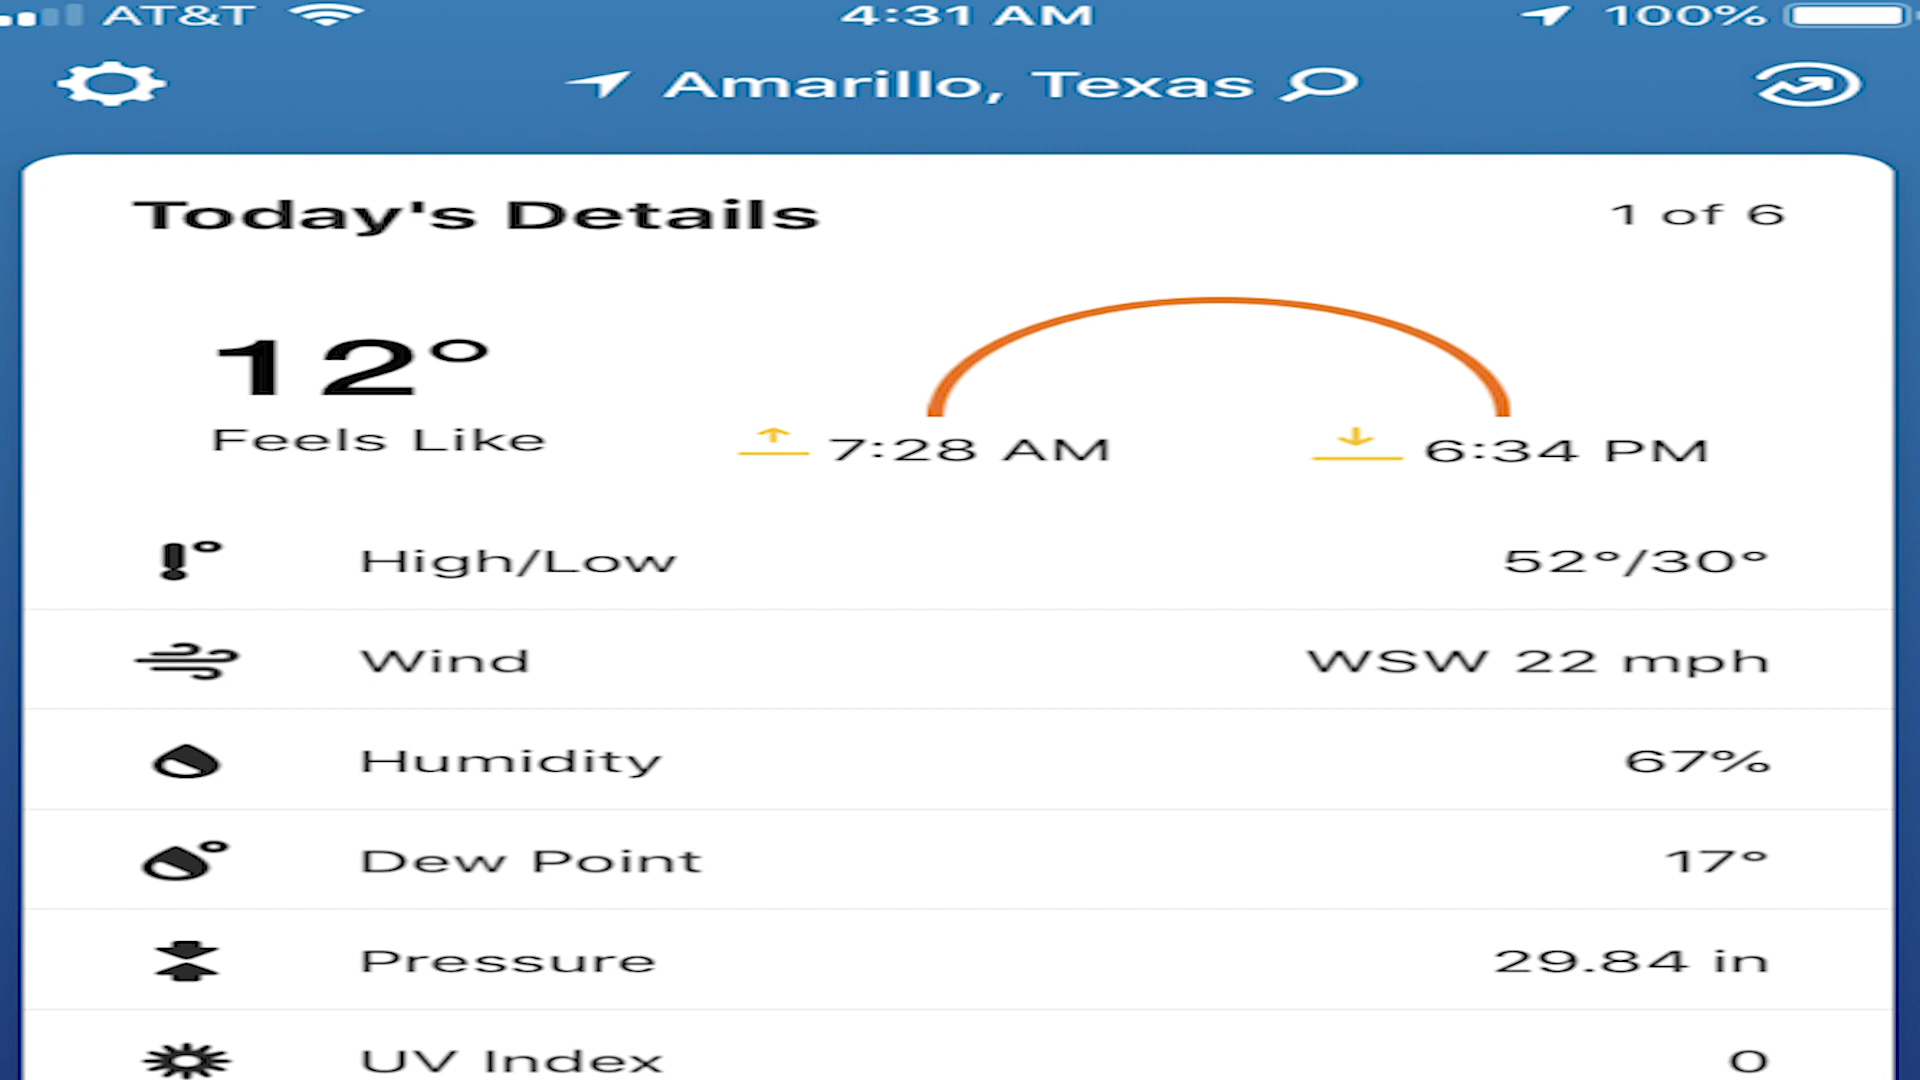 AT&T 4:31 AM 100%
Amarillo, Texas
Today's Details 1 of 6
12°
Feels Like
7:28 AM 6:34 PM
High/Low 52°/30°
Wind WSW 22 mph
Humidity 67%
Dew Point 17°
Pressure 29.84 in
UV Index 0